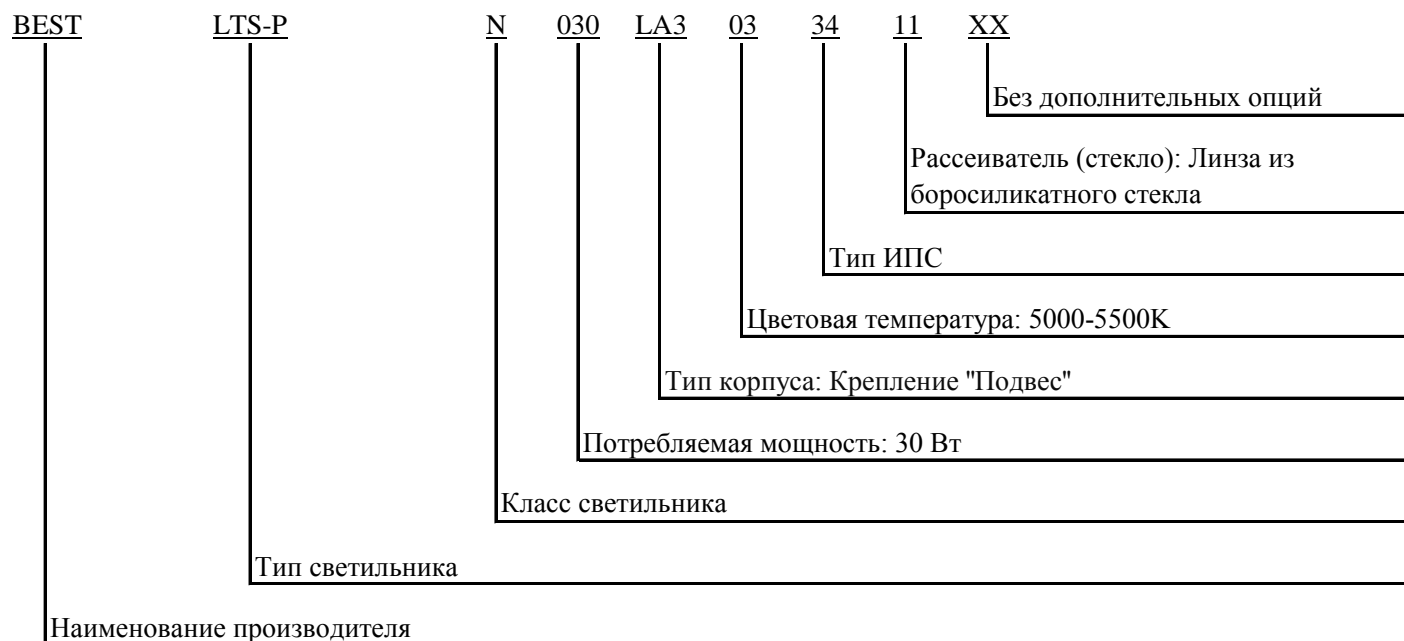 BEST LTS-P N 030 LA3 03 34 11 XX
Без дополнительных опций
Рассеиватель (стекло): Линза из
боросиликатного стекла
Тип ИПС
Цветовая температура: 5000-5500К
Тип корпуса: Крепление "Подвес"
Потребляемая мощность: 30 Вт
Класс светильника
Тип светильника
Наименование производителя